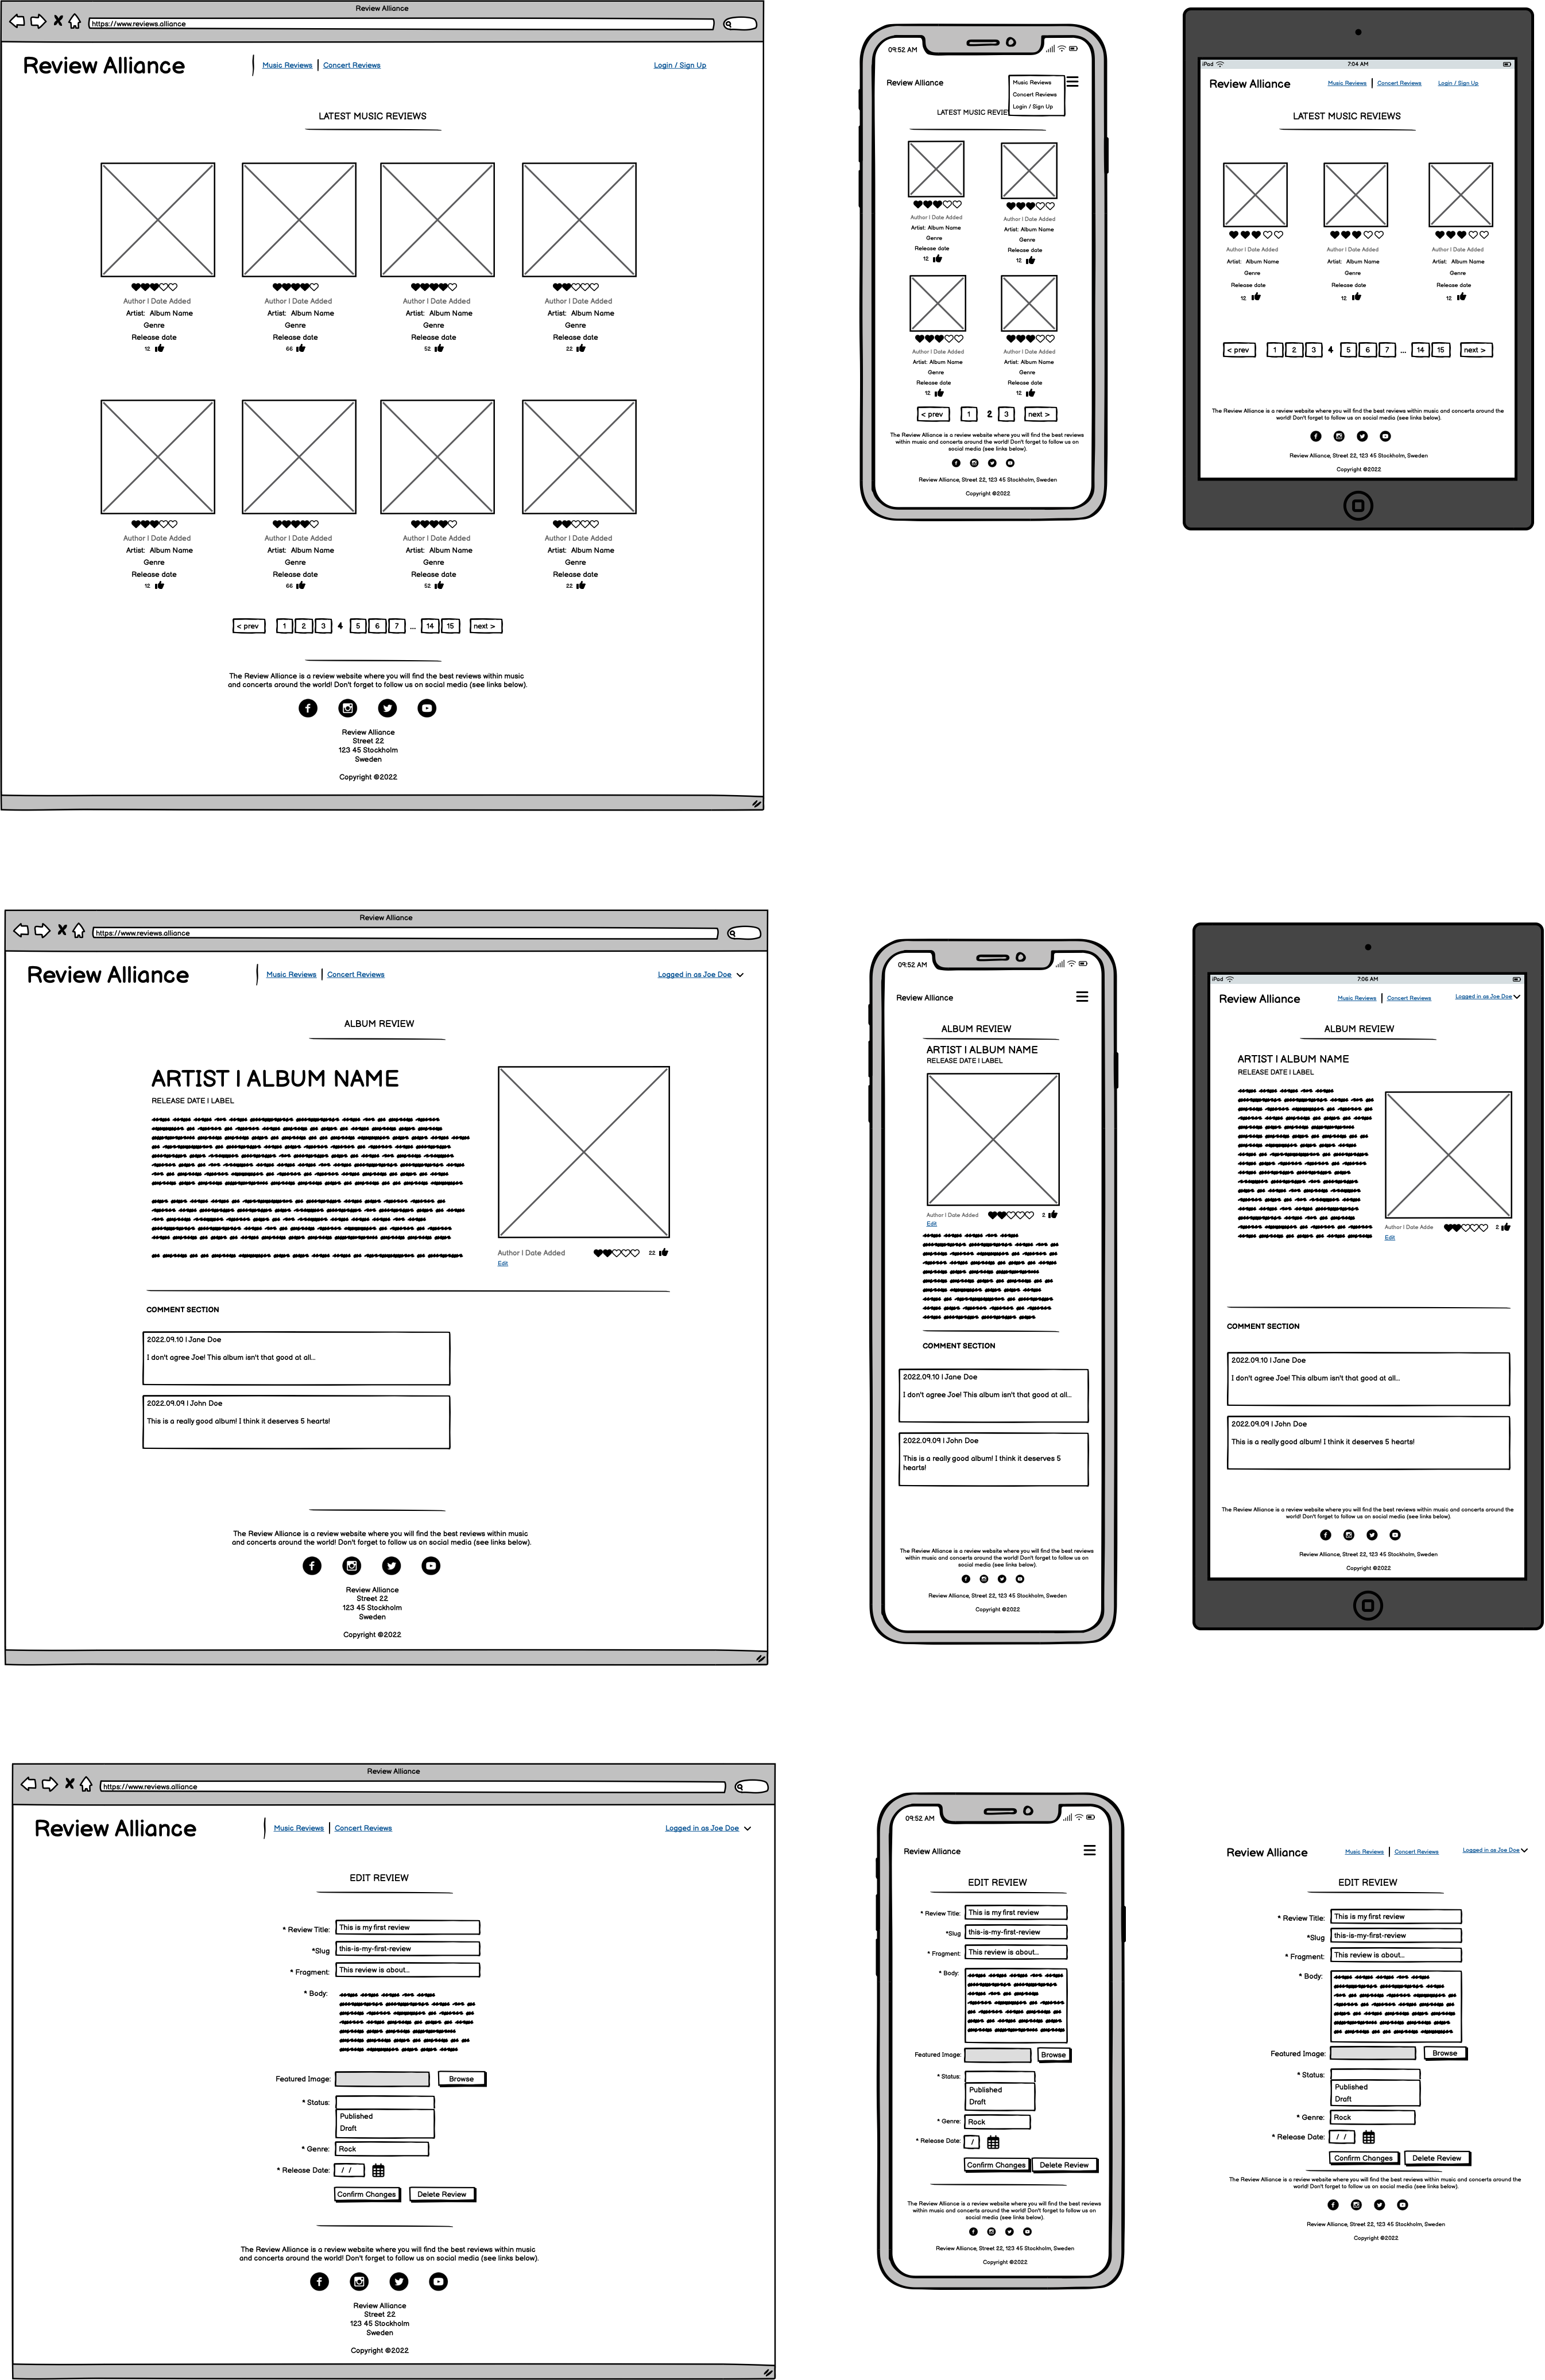 Review Alliance
https://www.reviews.alliance
Review Alliance
Music Reviews
Concert Reviews
Login / Sign Up
LATEST MUSIC REVIEWS
Author | Date Added
Author | Date Added
Author | Date Added
Author | Date Added
Artist: Album Name
Artist: Album Name
Artist: Album Name
Artist: Album Name
Genre
Genre
Genre
Genre
Release date
Release date
Release date
Release date
12
66
52
22
Author | Date Added
Author | Date Added
Author | Date Added
Author | Date Added
Artist: Album Name
Artist: Album Name
Artist: Album Name
Artist: Album Name
Genre
Genre
Genre
Genre
Release date
Release date
Release date
Release date
12
66
52
22
< prev 1 2 3 4 5 6 7 ... 14 15 next >
The Review Alliance is a review website where you will find the best reviews within music
and concerts around the world! Don't forget to follow us on social media (see links below).
Review Alliance
Street 22
123 45 Stockholm
Sweden
Copyright ©2022
09:52 AM
Review Alliance
Music Reviews
Concert Reviews
Login / Sign Up
LATEST MUSIC REVIE
Author | Date Added
Author | Date Added
Artist: Album Name
Artist: Album Name
Genre
Genre
Release date
Release date
12
12
Author | Date Added
Author | Date Added
Artist: Album Name
Artist: Album Name
Genre
Genre
Release date
Release date
12
12
< prev 1 2 3 next >
The Review Alliance is a review website where you will find the best reviews
within music and concerts around the world! Don't forget to follow us on
social media (see links below).
Review Alliance, Street 22, 123 45 Stockholm, Sweden
Copyright ©2022
iPad
7:04 AM
Review Alliance
Music Reviews
Concert Reviews
Login / Sign Up
LATEST MUSIC REVIEWS
Author | Date Added
Author | Date Added
Author | Date Added
Artist: Album Name
Artist: Album Name
Artist: Album Name
Genre
Genre
Genre
Release date
Release date
Release date
12
12
12
< prev 1 2 3 4 5 6 7 ... 14 15 next >
The Review Alliance is a review website where you will find the best reviews within music and concerts around the
world! Don't forget to follow us on social media (see links below).
Review Alliance, Street 22, 123 45 Stockholm, Sweden
Copyright ©2022
Review Alliance
https://www.reviews.alliance
Review Alliance
Music Reviews
Concert Reviews
Logged in as Joe Doe
ALBUM REVIEW
ARTIST | ALBUM NAME
RELEASE DATE | LABEL
Author | Date Added
22
Edit
COMMENT SECTION
2022.09.10 | Jane Doe
I don't agree Joe! This album isn't that good at all...
2022.09.09 | John Doe
This is a really good album! I think it deserves 5 hearts!
The Review Alliance is a review website where you will find the best reviews within music
and concerts around the world! Don't forget to follow us on social media (see links below).
Review Alliance
Street 22
123 45 Stockholm
Sweden
Copyright ©2022
09:52 AM
Review Alliance
ALBUM REVIEW
ARTIST | ALBUM NAME
RELEASE DATE | LABEL
Author | Date Added
2
Edit
COMMENT SECTION
2022.09.10 | Jane Doe
I don't agree Joe! This album isn't that good at all...
2022.09.09 | John Doe
This is a really good album! I think it deserves 5
hearts!
The Review Alliance is a review website where you will find the best reviews
within music and concerts around the world! Don't forget to follow us on
social media (see links below).
Review Alliance, Street 22, 123 45 Stockholm, Sweden
Copyright ©2022
iPad
7:06 AM
Review Alliance
Music Reviews
Concert Reviews
Logged in as Joe Doe
ALBUM REVIEW
ARTIST | ALBUM NAME
RELEASE DATE | LABEL
Author | Date Adde
2
Edit
COMMENT SECTION
2022.09.10 | Jane Doe
I don't agree Joe! This album isn't that good at all...
2022.09.09 | John Doe
This is a really good album! I think it deserves 5 hearts!
The Review Alliance is a review website where you will find the best reviews within music and concerts around the
world! Don't forget to follow us on social media (see links below).
Review Alliance, Street 22, 123 45 Stockholm, Sweden
Copyright ©2022
Review Alliance
https://www.reviews.alliance
Review Alliance
Music Reviews
Concert Reviews
Logged in as Joe Doe
EDIT REVIEW
* Review Title: This is my first review
*Slug this-is-my-first-review
* Fragment: This review is about...
* Body:
Featured Image: Browse
* Status:
Published
Draft
* Genre: Rock
* Release Date: / /
Confirm Changes Delete Review
The Review Alliance is a review website where you will find the best reviews within music
and concerts around the world! Don't forget to follow us on social media (see links below).
Review Alliance
Street 22
123 45 Stockholm
Sweden
Copyright ©2022
09:52 AM
Review Alliance
EDIT REVIEW
* Review Title: This is my first review
*Slug this-is-my-first-review
* Fragment: This review is about...
* Body:
Featured Image: Browse
* Status:
Published
Draft
* Genre: Rock
* Release Date: /
Confirm Changes Delete Review
The Review Alliance is a review website where you will find the best reviews
within music and concerts around the world! Don't forget to follow us on
social media (see links below).
Review Alliance, Street 22, 123 45 Stockholm, Sweden
Copyright ©2022
Review Alliance
Music Reviews
Concert Reviews
Logged in as Joe Doe
EDIT REVIEW
* Review Title: This is my first review
*Slug this-is-my-first-review
* Fragment: This review is about...
* Body:
Featured Image: Browse
* Status:
Published
Draft
* Genre: Rock
* Release Date: / /
Confirm Changes Delete Review
The Review Alliance is a review website where you will find the best reviews within music and concerts around the
world! Don't forget to follow us on social media (see links below).
Review Alliance, Street 22, 123 45 Stockholm, Sweden
Copyright ©2022